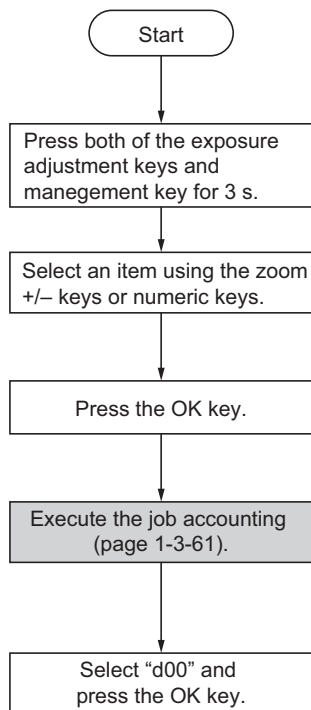 Start
Press both of the exposure
adjustment keys and
manegement key for 3 s.
Select an item using the zoom
+/– keys or numeric keys.
Press the OK key.
Execute the job accounting
(page 1-3-61).
Select “d00” and
press the OK key.